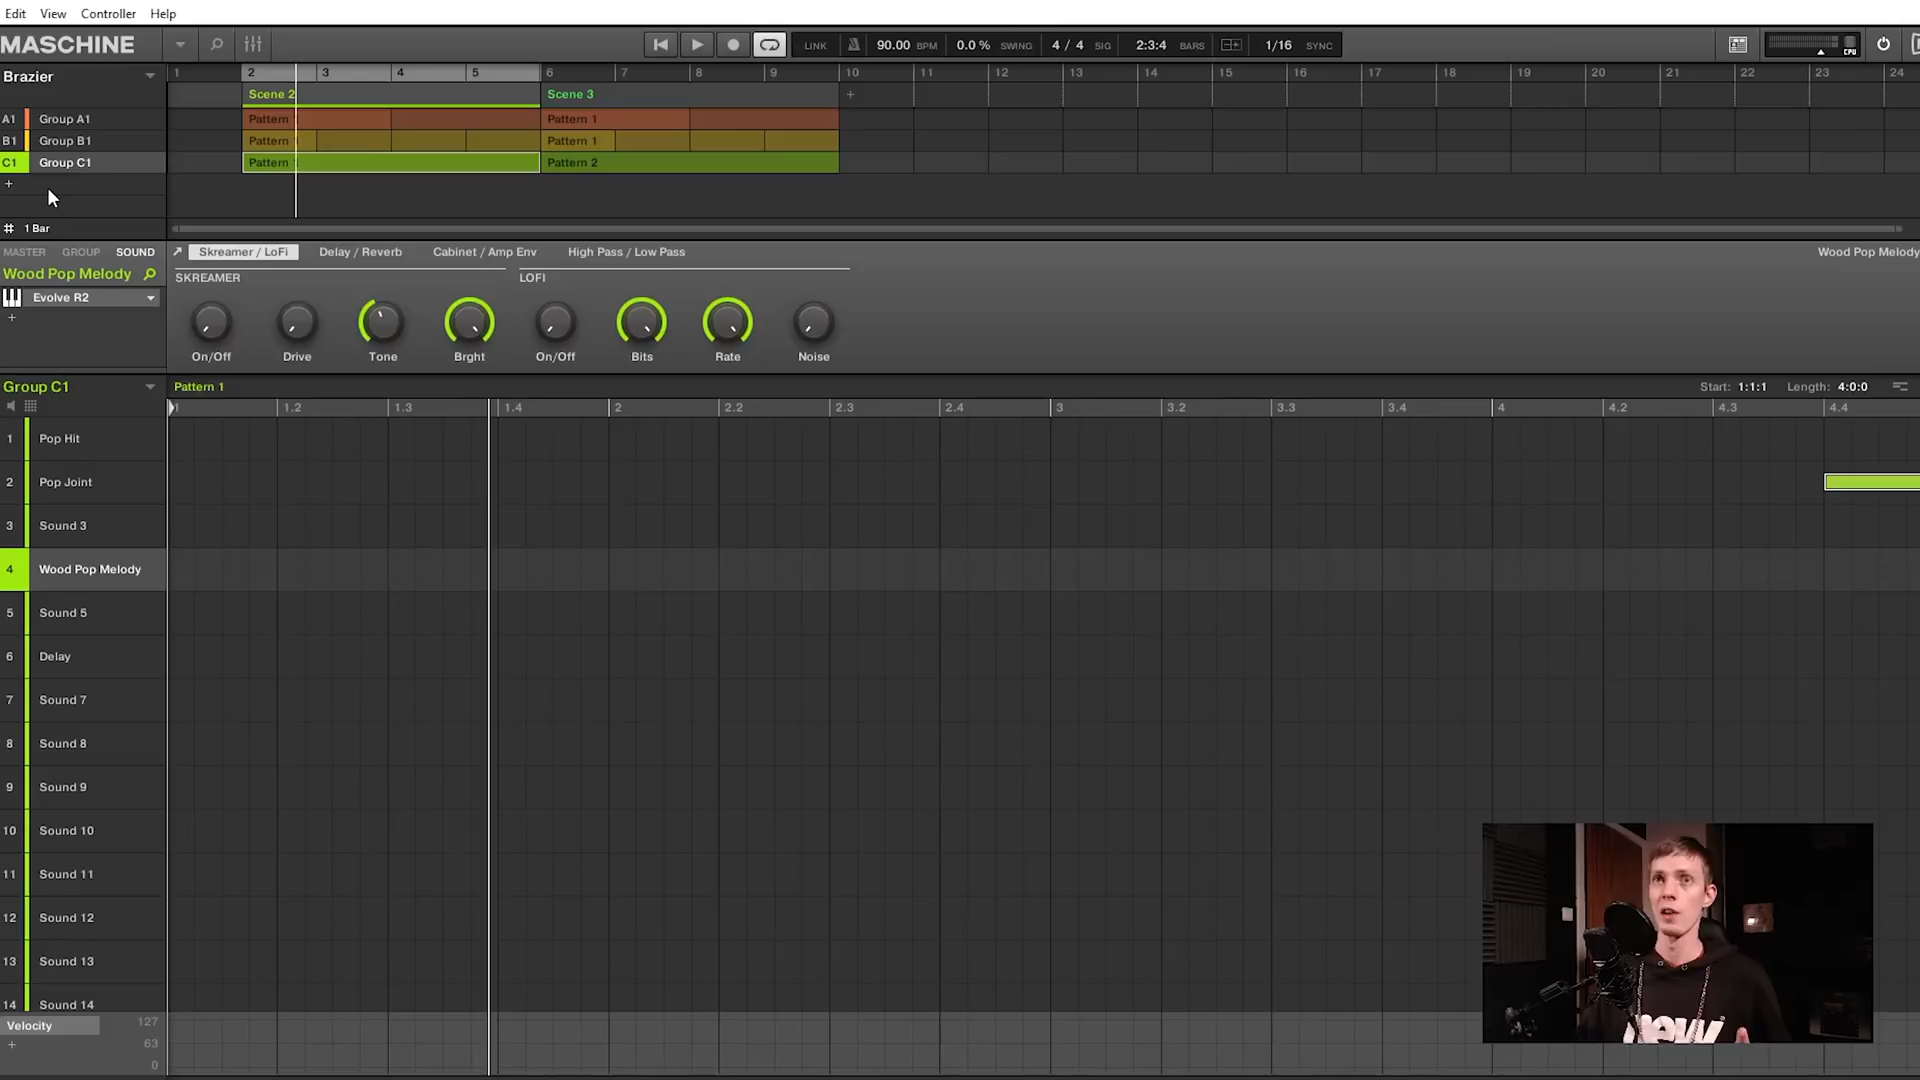 Edit View Controller Help
MASCHINE LINK 90.00 BPM 0.0 % SWING 4 / 4 SIG 2:3:4 BARS 1/16 SYNC CPU
Brazier 1 2 3 4 5 6 7 8 9 10 11 12 13 14 15 16 17 18 19 20 21 22 23 24
Scene 2 Scene 3 +
A1 Group A1 Pattern Pattern 1
B1 Group B1 Pattern Pattern 1
C1 Group C1 Pattern 1 Pattern 2
+
1 Bar
MASTER GROUP SOUND Skreamer / LoFi Delay / Reverb Cabinet / Amp Env High Pass / Low Pass Wood Pop Melody
Wood Pop Melody SKREAMER LOFI
Evolve R2
+
On/Off Drive Tone Brght On/Off Bits Rate Noise
Group C1 Pattern 1 Start: 1:1:1 Length: 4:0:0
1 1.2 1.3 1.4 2 2.2 2.3 2.4 3 3.2 3.3 3.4 4 4.2 4.3 4.4
1 Pop Hit
2 Pop Joint
3 Sound 3
4 Wood Pop Melody
5 Sound 5
6 Delay
7 Sound 7
8 Sound 8
9 Sound 9
10 Sound 10
11 Sound 11
12 Sound 12
13 Sound 13
14 Sound 14
Velocity 127
+ 63
0